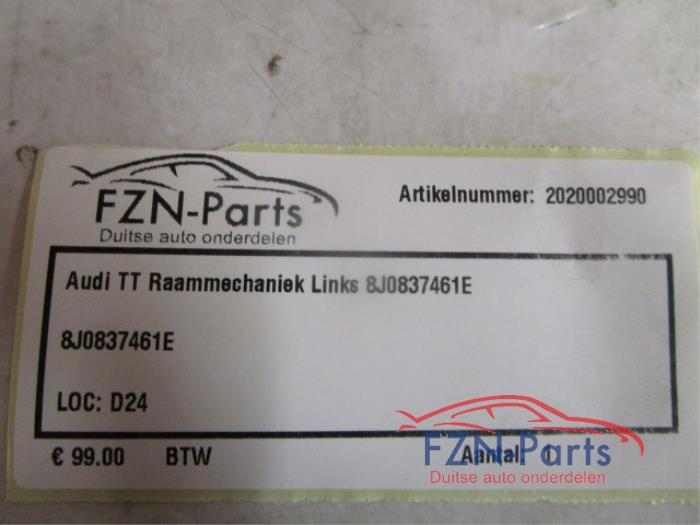 FZN-Parts
Duitse auto onderdelen
Artikelnummer: 2020002990
Audi TT Raammechaniek Links 8J0837461E
8J0837461E
LOC: D24
€ 99.00 BTW Aantal: 1
FZN-Parts
Duitse auto onderdelen